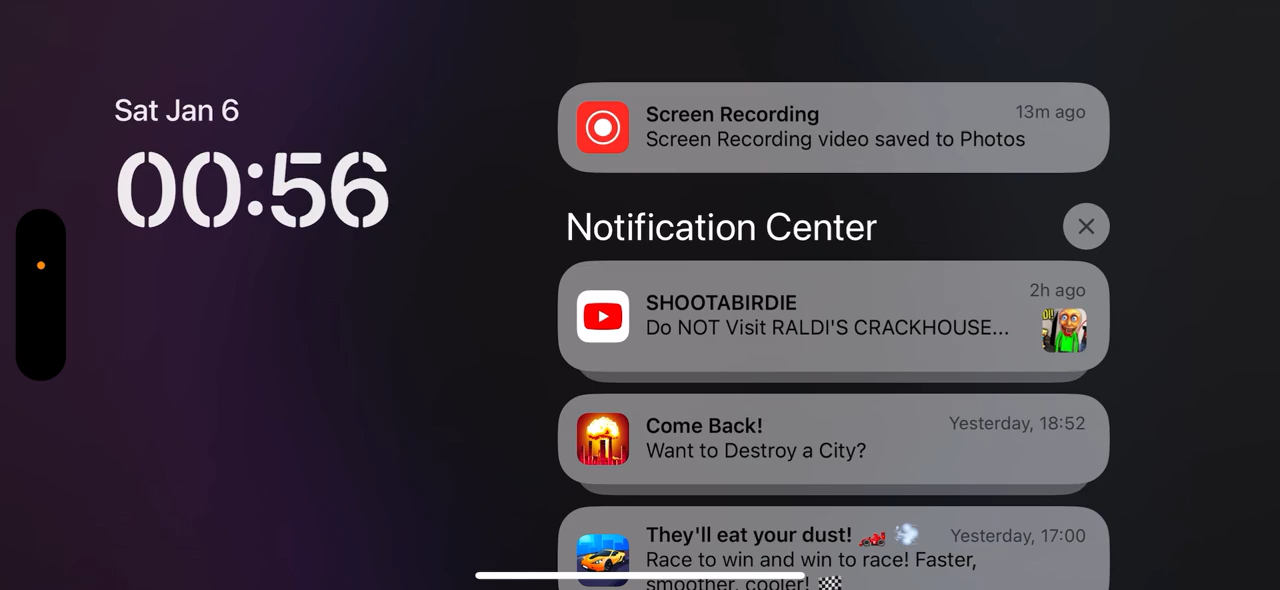 Sat Jan 6
00:56
Screen Recording
13m ago
Screen Recording video saved to Photos
Notification Center
SHOOTABIRDIE
2h ago
Do NOT Visit RALDI'S CRACKHOUSE...
Come Back!
Yesterday, 18:52
Want to Destroy a City?
They'll eat your dust! 🏎️ 💨
Yesterday, 17:00
Race to win and win to race! Faster,
smoother, cooler! 🏁